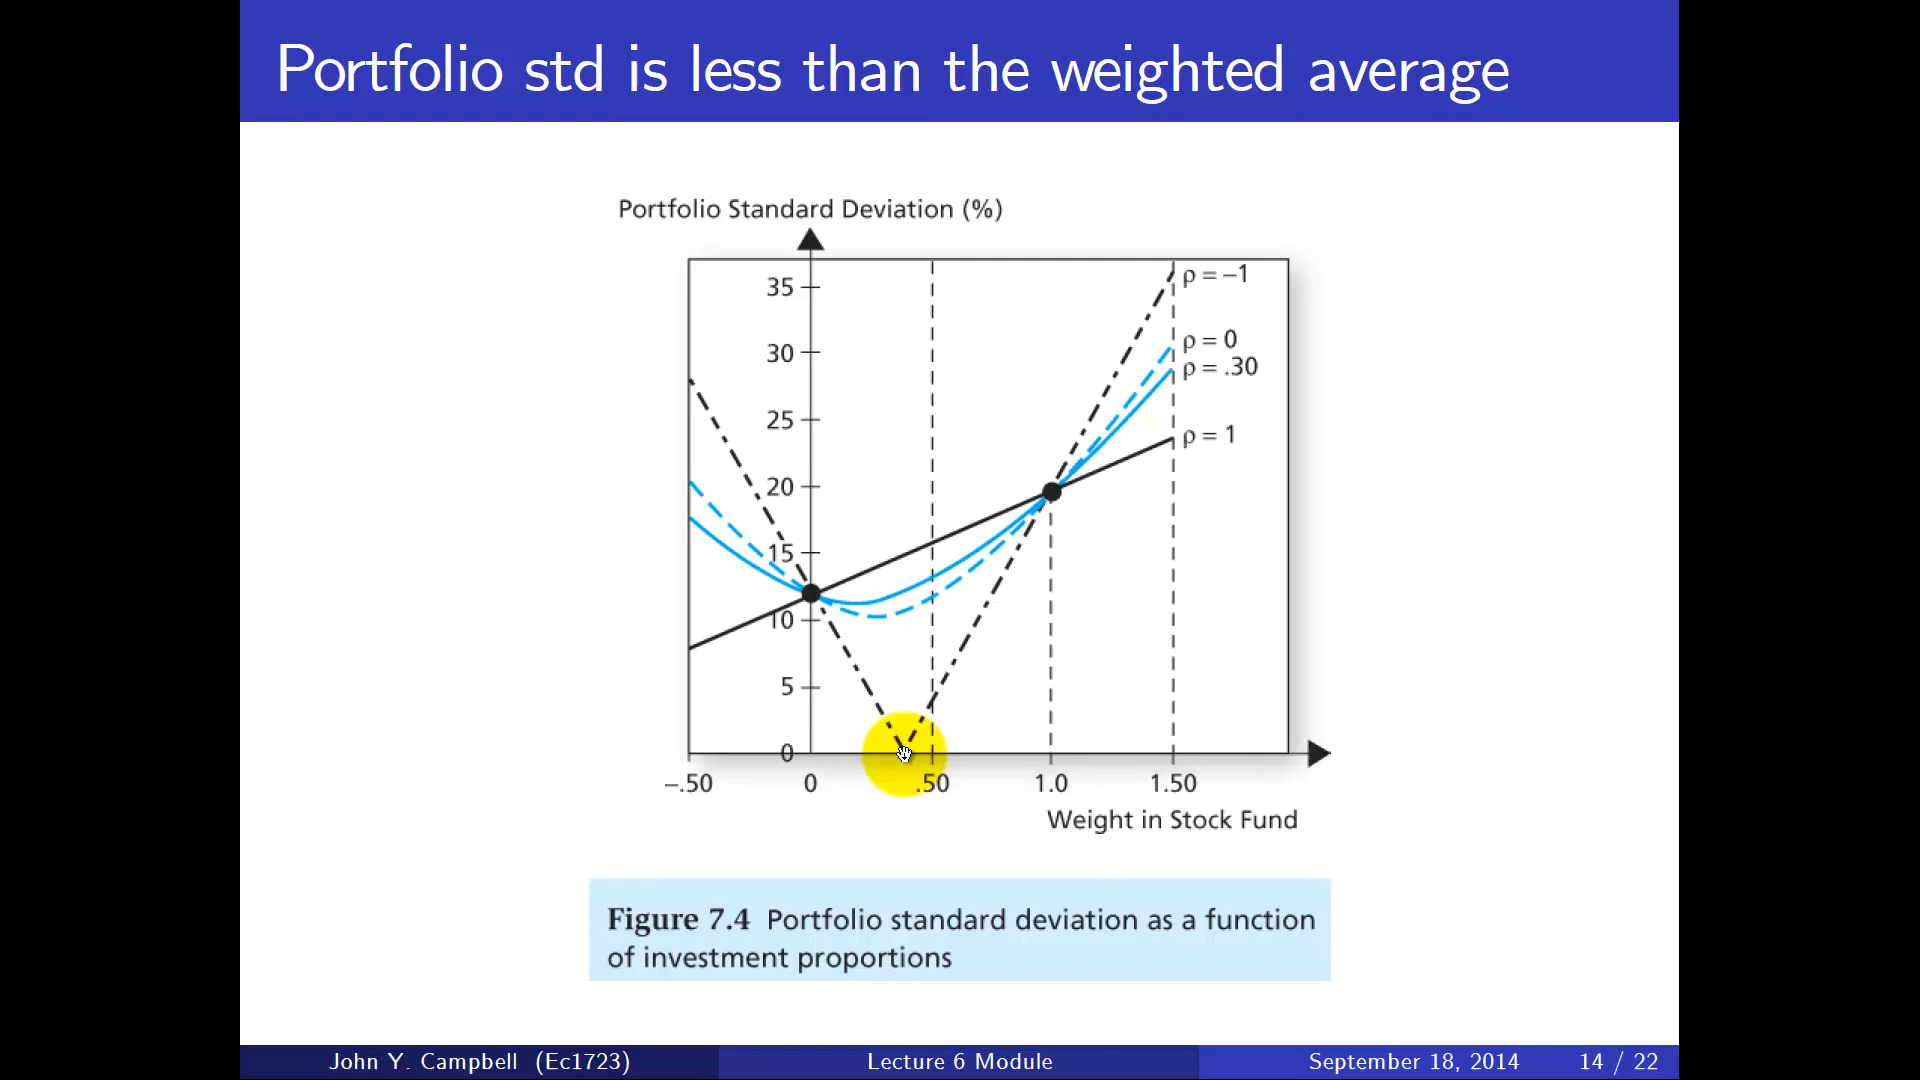 Portfolio std is less than the weighted average
Portfolio Standard Deviation (%)
35
30
25
20
15
10
5
0
ρ = –1
ρ = 0
ρ = .30
ρ = 1
–.50 0 .50 1.0 1.50
Weight in Stock Fund
Figure 7.4 Portfolio standard deviation as a function
of investment proportions
John Y. Campbell (Ec1723) Lecture 6 Module September 18, 2014 14 / 22